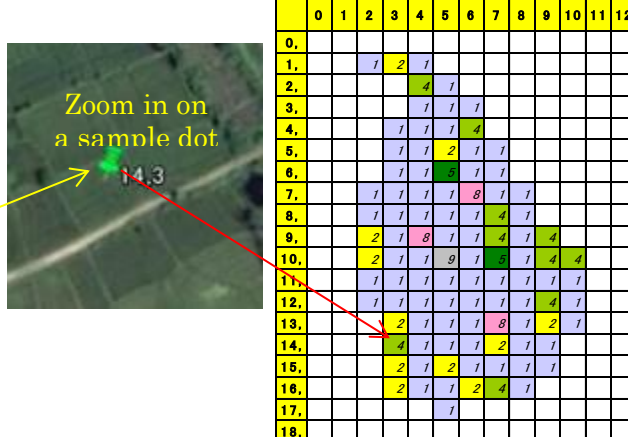 Zoom in on
a sample dot
14.3
0 1 2 3 4 5 6 7 8 9 10 11 12
0,
1, 1 2 1
2, 4 1
3, 1 1 1
4, 1 1 1 4
5, 1 1 2 1 1
6, 1 1 5 1 1
7, 1 1 1 1 8 1 1
8, 1 1 1 1 1 4 1
9, 2 1 8 1 1 4 1 4
10, 2 1 1 9 1 5 1 4 4
11, 1 1 1 1 1 1 1 1 1
12, 1 1 1 1 1 1 1 4 1
13, 2 1 1 1 8 1 2 1
14, 4 1 1 1 2 1 1
15, 2 1 2 1 1 1 1
16, 2 1 1 2 4 1
17, 1
18,